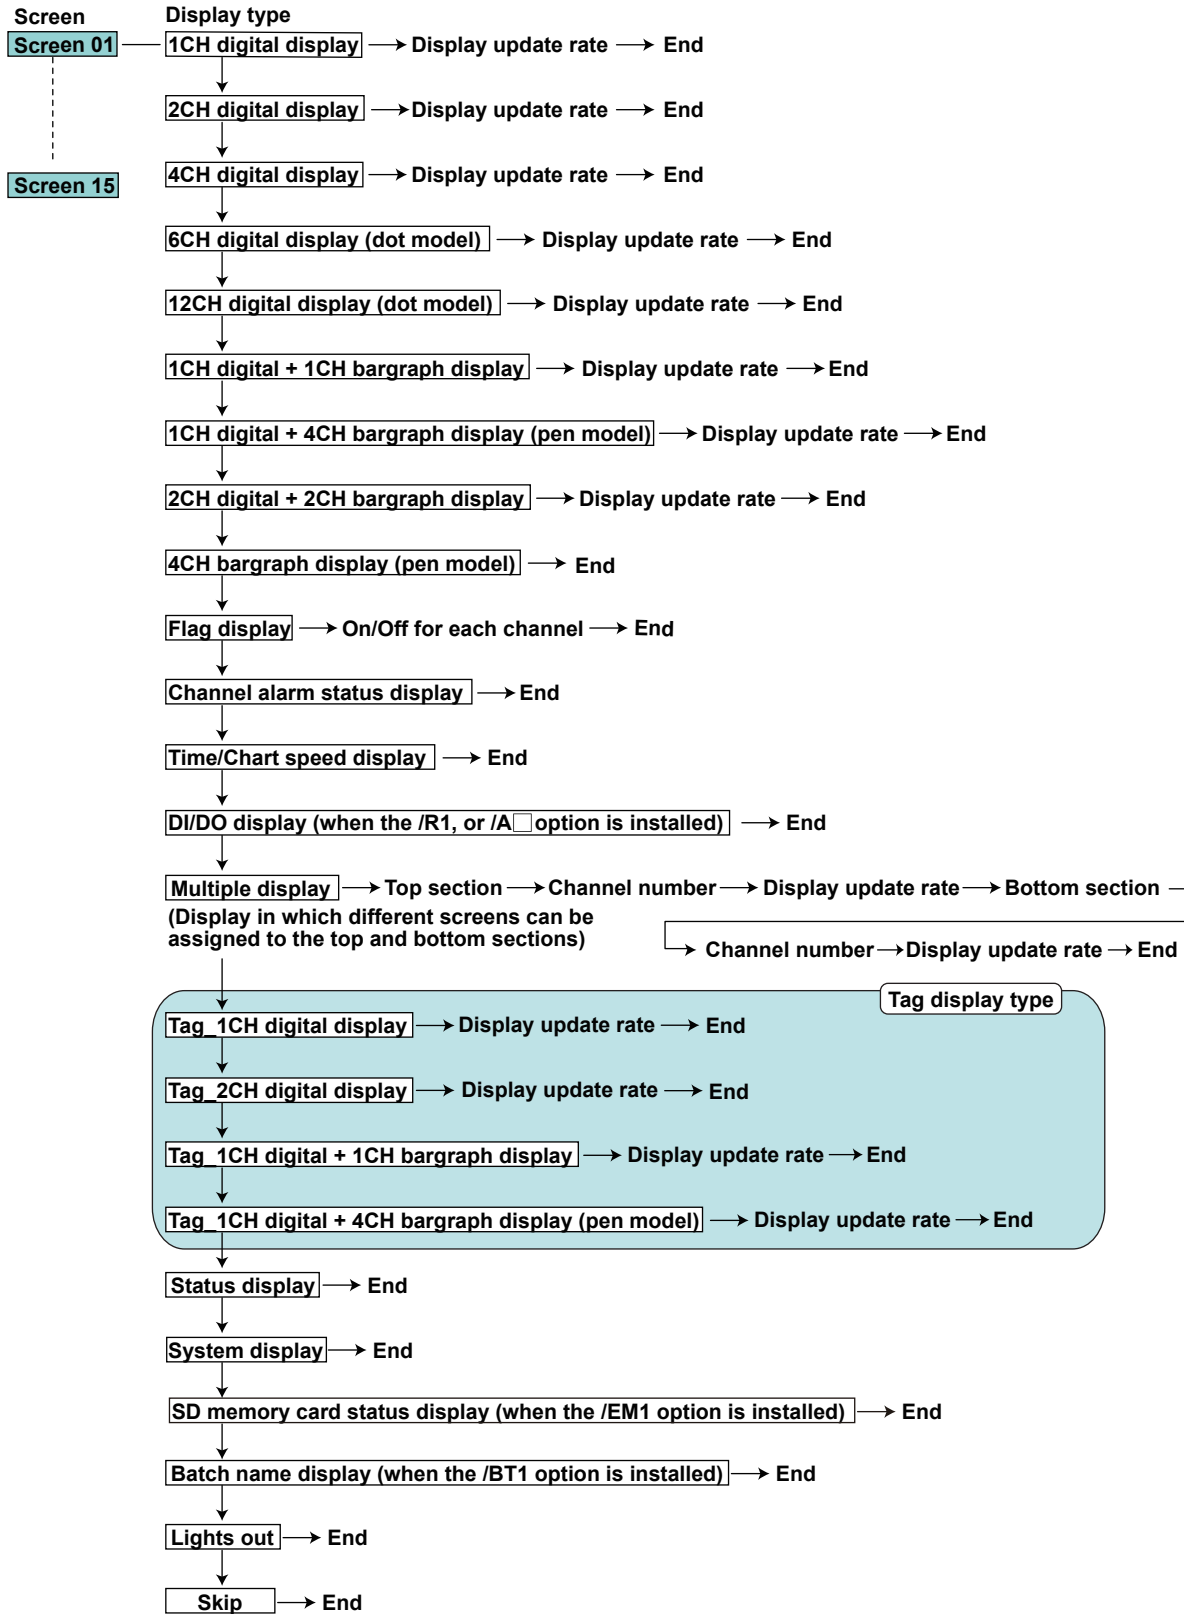 Screen Display type
Screen 01 1CH digital display Display update rate End
2CH digital display Display update rate End
4CH digital display Display update rate End
Screen 15
6CH digital display (dot model) Display update rate End
12CH digital display (dot model) Display update rate End
1CH digital + 1CH bargraph display Display update rate End
1CH digital + 4CH bargraph display (pen model) Display update rate End
2CH digital + 2CH bargraph display Display update rate End
4CH bargraph display (pen model) End
Flag display On/Off for each channel End
Channel alarm status display End
Time/Chart speed display End
DI/DO display (when the /R1, or /A□ option is installed) End
Multiple display Top section Channel number Display update rate Bottom section
(Display in which different screens can be
assigned to the top and bottom sections)
Channel number Display update rate End
Tag display type
Tag_1CH digital display Display update rate End
Tag_2CH digital display Display update rate End
Tag_1CH digital + 1CH bargraph display Display update rate End
Tag_1CH digital + 4CH bargraph display (pen model) Display update rate End
Status display End
System display End
SD memory card status display (when the /EM1 option is installed) End
Batch name display (when the /BT1 option is installed) End
Lights out End
Skip End